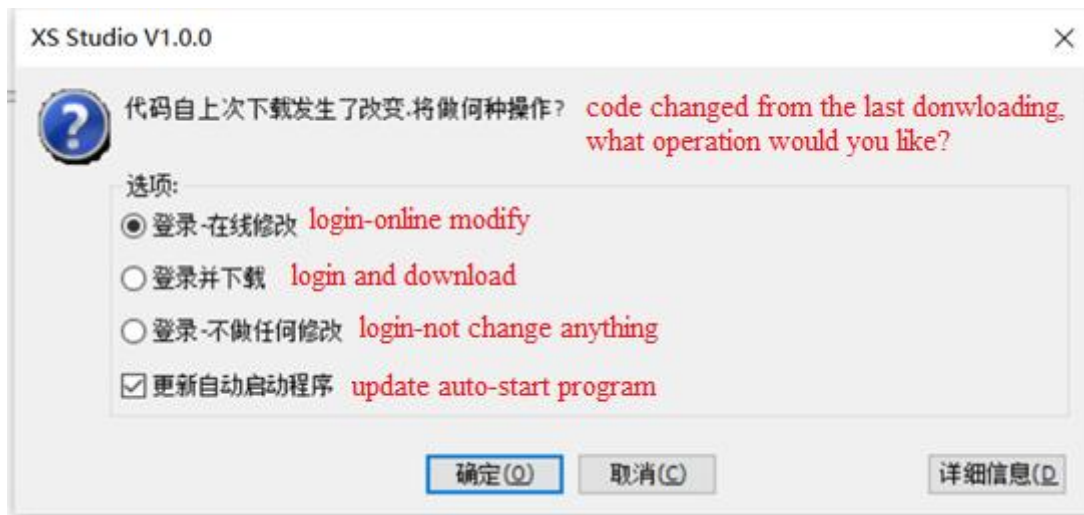 XS Studio V1.0.0
代码自上次下载发生了改变.将做何种操作? code changed from the last donwloading,
what operation would you like?
选项:
登录-在线修改 login-online modify
登录并下载 login and download
登录-不做任何修改 login-not change anything
更新自动启动程序 update auto-start program
确定(O) 取消(C) 详细信息(D